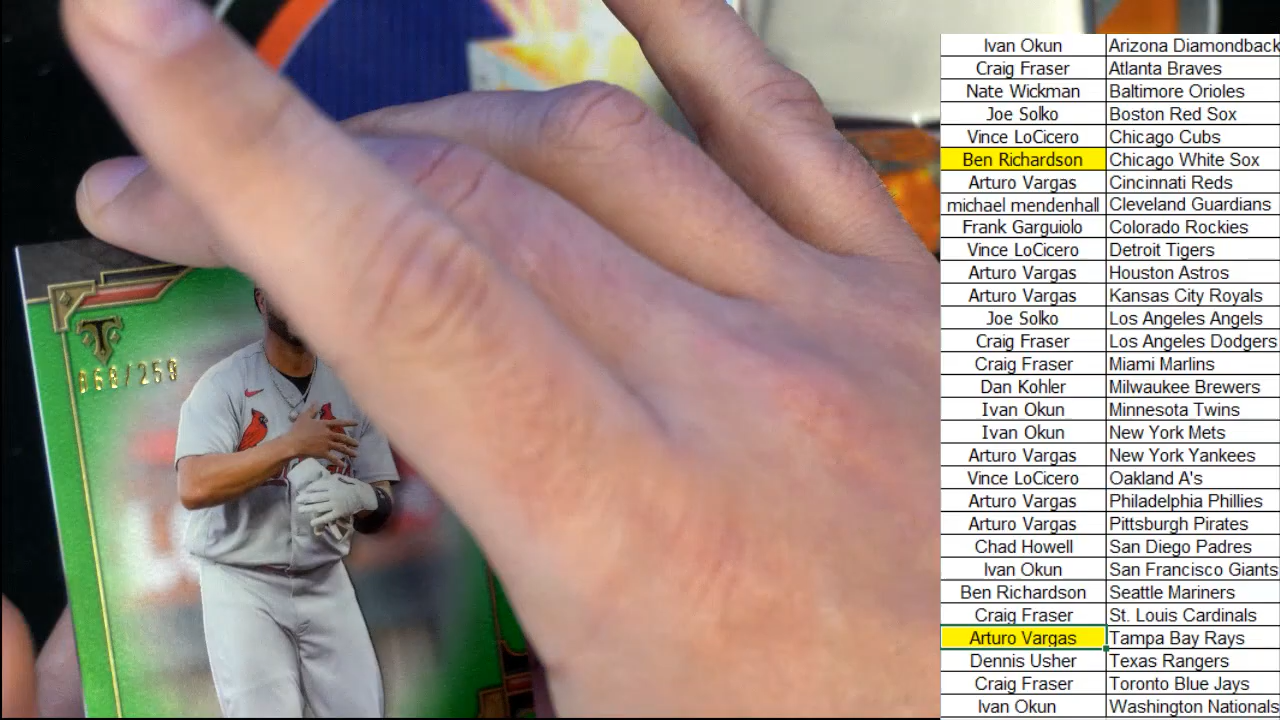 068/259
Ivan Okun Arizona Diamondback
Craig Fraser Atlanta Braves
Nate Wickman Baltimore Orioles
Joe Solko Boston Red Sox
Vince LoCicero Chicago Cubs
Ben Richardson Chicago White Sox
Arturo Vargas Cincinnati Reds
michael mendenhall Cleveland Guardians
Frank Garguiolo Colorado Rockies
Vince LoCicero Detroit Tigers
Arturo Vargas Houston Astros
Arturo Vargas Kansas City Royals
Joe Solko Los Angeles Angels
Craig Fraser Los Angeles Dodgers
Craig Fraser Miami Marlins
Dan Kohler Milwaukee Brewers
Ivan Okun Minnesota Twins
Ivan Okun New York Mets
Arturo Vargas New York Yankees
Vince LoCicero Oakland A's
Arturo Vargas Philadelphia Phillies
Arturo Vargas Pittsburgh Pirates
Chad Howell San Diego Padres
Ivan Okun San Francisco Giants
Ben Richardson Seattle Mariners
Craig Fraser St. Louis Cardinals
Arturo Vargas Tampa Bay Rays
Dennis Usher Texas Rangers
Craig Fraser Toronto Blue Jays
Ivan Okun Washington Nationals